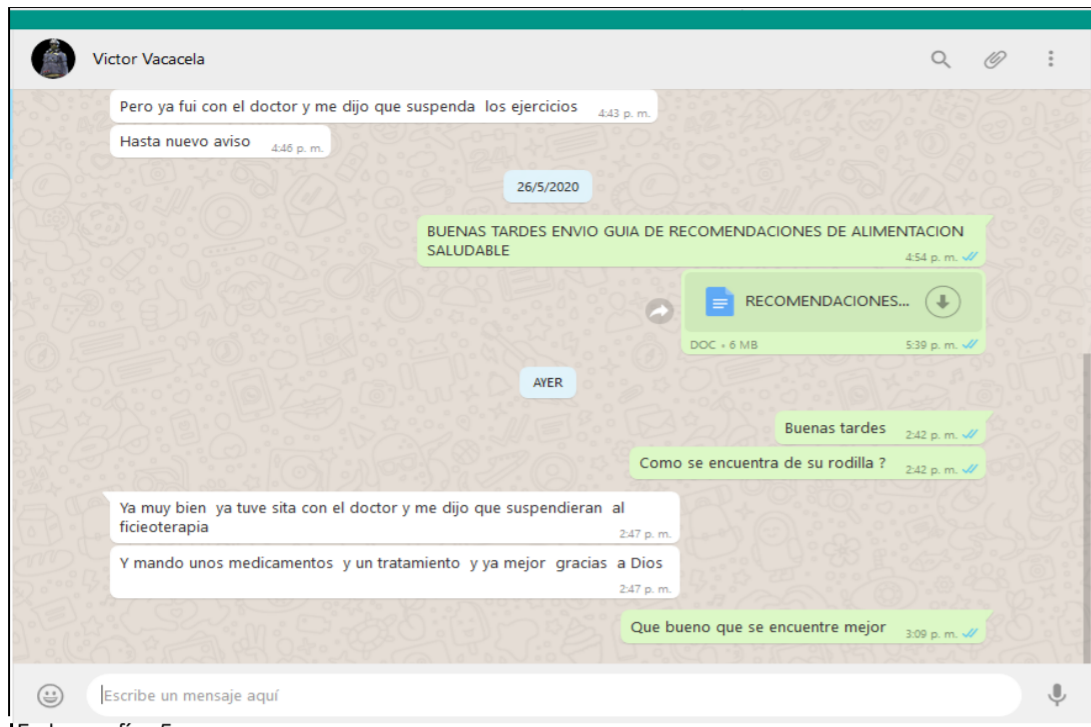 Victor Vacacela
Pero ya fui con el doctor y me dijo que suspenda los ejercicios 4:43 p. m.
Hasta nuevo aviso 4:46 p. m.
26/5/2020
BUENAS TARDES ENVIO GUIA DE RECOMENDACIONES DE ALIMENTACION
SALUDABLE 4:54 p. m.
RECOMENDACIONES...
DOC • 6 MB 5:39 p. m.
AYER
Buenas tardes 2:42 p. m.
Como se encuentra de su rodilla ? 2:42 p. m.
Ya muy bien ya tuve sita con el doctor y me dijo que suspendieran al
ficieoterapia 2:47 p. m.
Y mando unos medicamentos y un tratamiento y ya mejor gracias a Dios
2:47 p. m.
Que bueno que se encuentre mejor 3:09 p. m.
Escribe un mensaje aquí